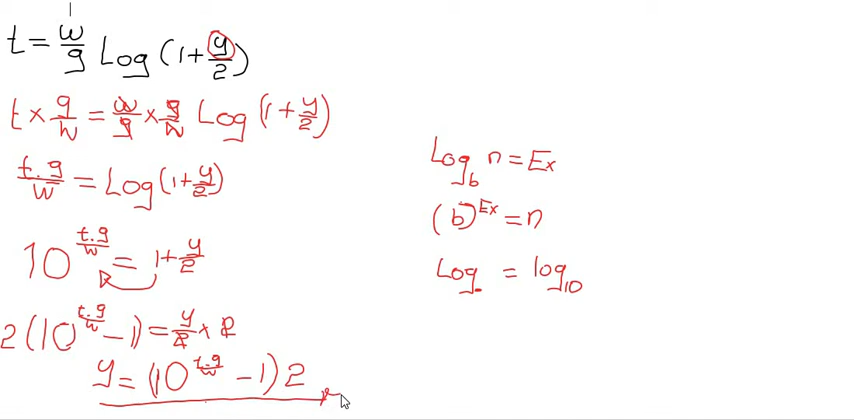 t = w/g Log (1 + y/2)
t × g/w = w/g × g/w Log (1 + y/2)
t.g/w = Log (1 + y/2)
10^(t.g/w) = 1 + y/2
2 (10^(t.g/w) - 1) = y/2 × 2
y = (10^(t.g/w) - 1) 2
Log_b n = Ex
(b)^Ex = n
Log = log_10